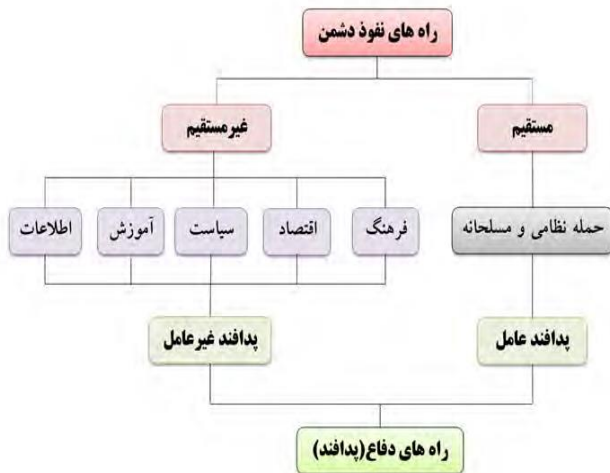 راه های نفوذ دشمن
مستقیم
غیرمستقیم
حمله نظامی و مسلحانه
فرهنگ
اقتصاد
سیاست
آموزش
اطلاعات
پدافند عامل
پدافند غیرعامل
راه های دفاع(پدافند)